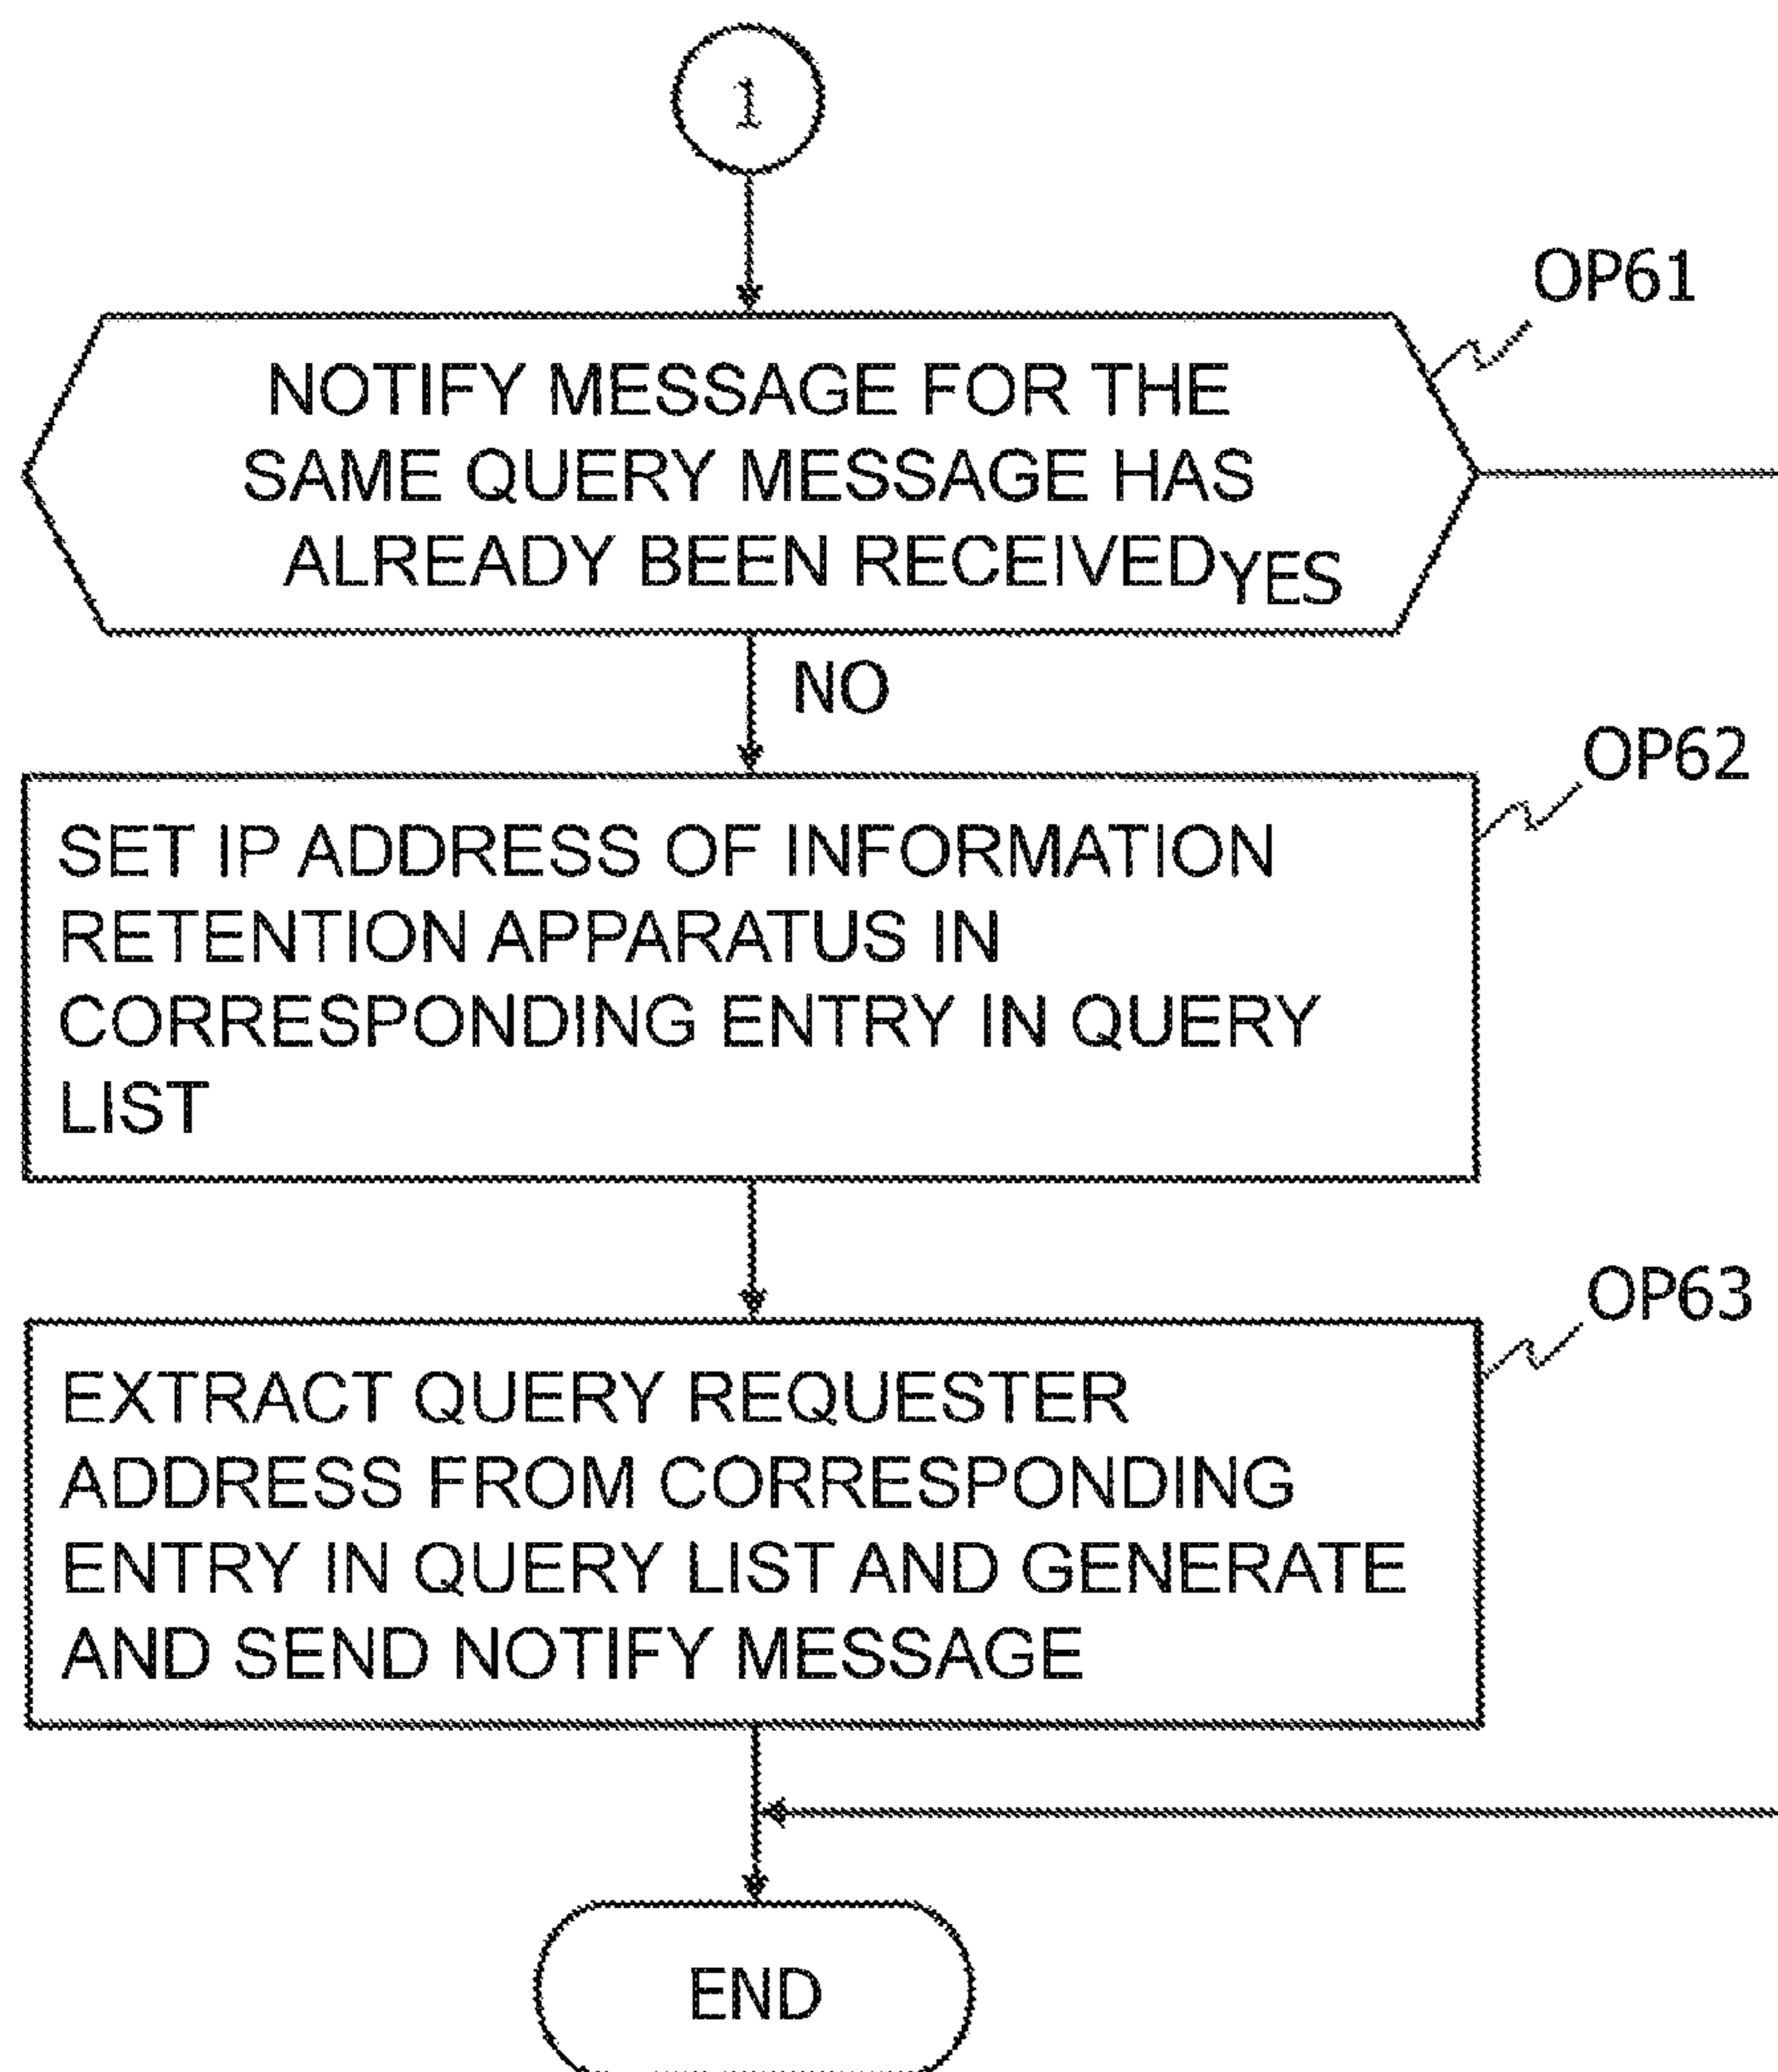 1
OP61
NOTIFY MESSAGE FOR THE
SAME QUERY MESSAGE HAS
ALREADY BEEN RECEIVED
YES
NO
OP62
SET IP ADDRESS OF INFORMATION
RETENTION APPARATUS IN
CORRESPONDING ENTRY IN QUERY
LIST
OP63
EXTRACT QUERY REQUESTER
ADDRESS FROM CORRESPONDING
ENTRY IN QUERY LIST AND GENERATE
AND SEND NOTIFY MESSAGE
END